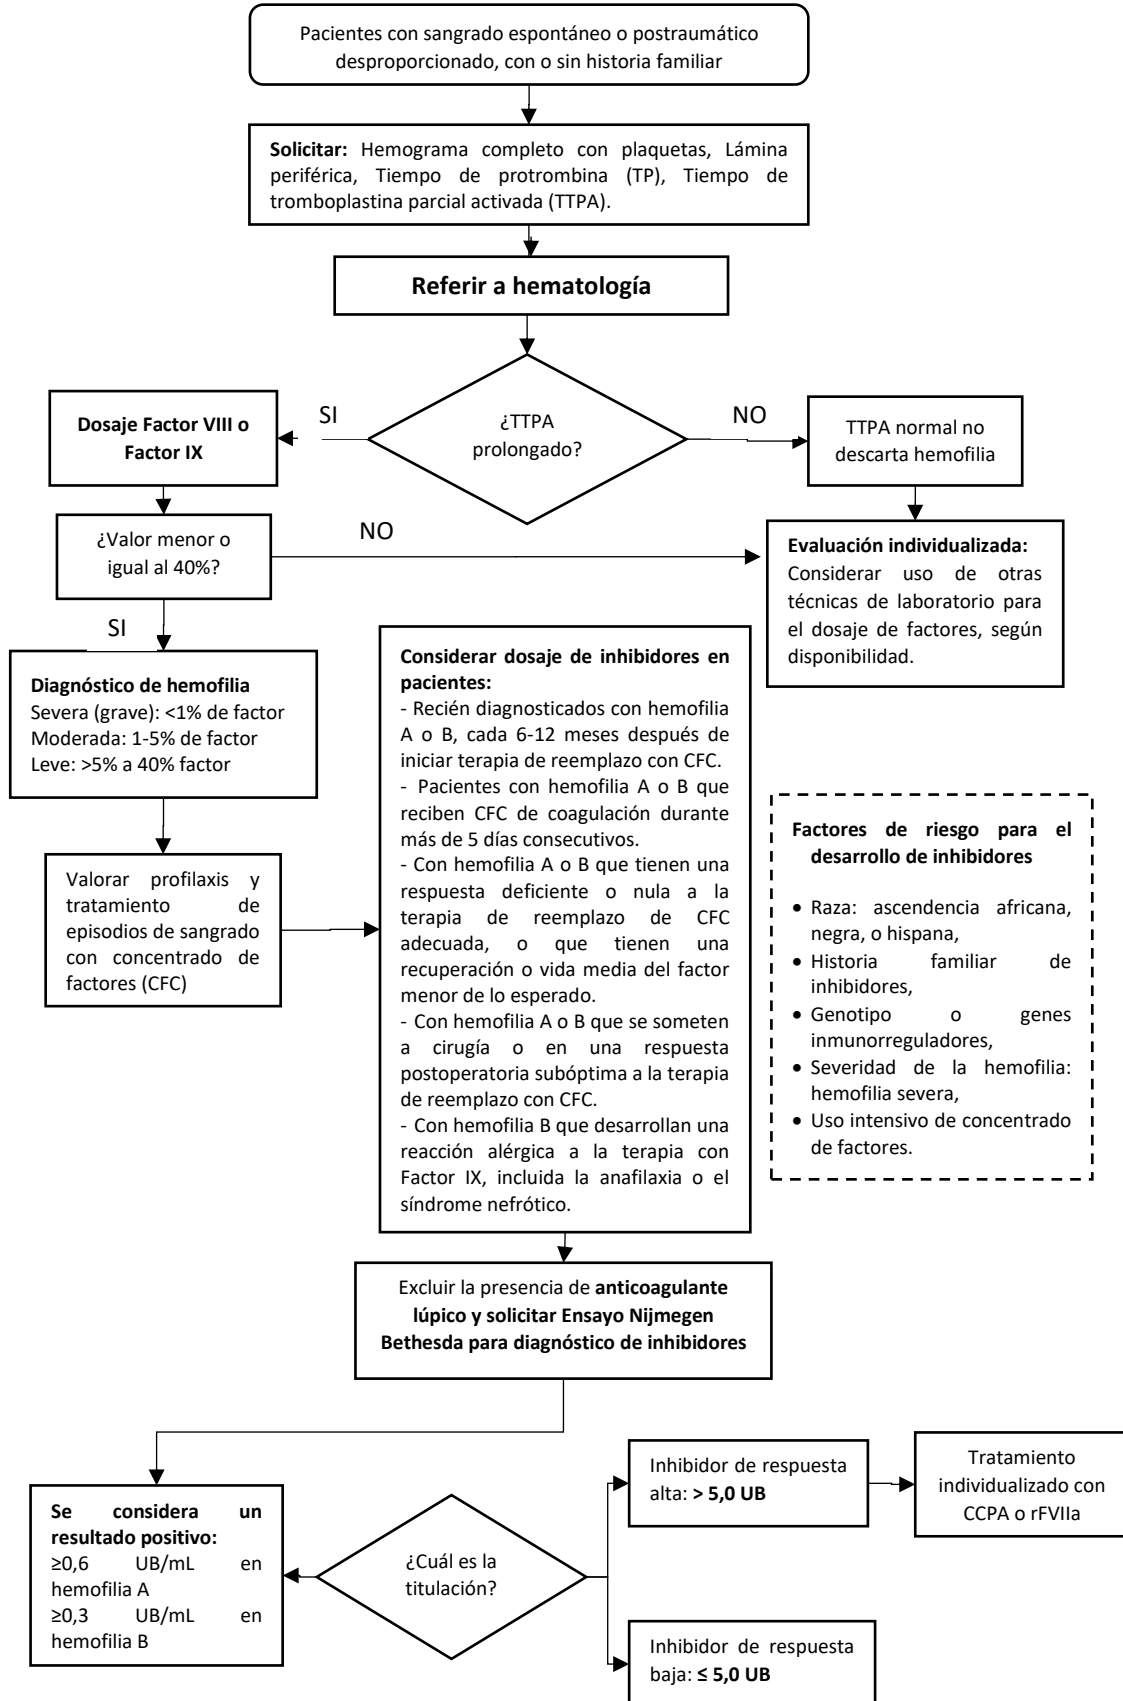 Pacientes con sangrado espontáneo o postraumático
desproporcionado, con o sin historia familiar
Solicitar: Hemograma completo con plaquetas, Lámina
periférica, Tiempo de protrombina (TP), Tiempo de
tromboplastina parcial activada (TTPA).
Referir a hematología
¿TTPA
prolongado?
SI
NO
Dosaje Factor VIII o
Factor IX
TTPA normal no
descarta hemofilia
¿Valor menor o
igual al 40%?
NO
SI
Evaluación individualizada:
Considerar uso de otras
técnicas de laboratorio para
el dosaje de factores, según
disponibilidad.
Diagnóstico de hemofilia
Severa (grave): <1% de factor
Moderada: 1-5% de factor
Leve: >5% a 40% factor
Valorar profilaxis y
tratamiento de
episodios de sangrado
con concentrado de
factores (CFC)
Considerar dosaje de inhibidores en
pacientes:
- Recién diagnosticados con hemofilia
A o B, cada 6-12 meses después de
iniciar terapia de reemplazo con CFC.
- Pacientes con hemofilia A o B que
reciben CFC de coagulación durante
más de 5 días consecutivos.
- Con hemofilia A o B que tienen una
respuesta deficiente o nula a la
terapia de reemplazo de CFC
adecuada, o que tienen una
recuperación o vida media del factor
menor de lo esperado.
- Con hemofilia A o B que se someten
a cirugía o en una respuesta
postoperatoria subóptima a la terapia
de reemplazo con CFC.
- Con hemofilia B que desarrollan una
reacción alérgica a la terapia con
Factor IX, incluida la anafilaxia o el
síndrome nefrótico.
Factores de riesgo para el
desarrollo de inhibidores
• Raza: ascendencia africana,
negra, o hispana,
• Historia familiar de
inhibidores,
• Genotipo o genes
inmunorreguladores,
• Severidad de la hemofilia:
hemofilia severa,
• Uso intensivo de concentrado
de factores.
Excluir la presencia de anticoagulante
lúpico y solicitar Ensayo Nijmegen
Bethesda para diagnóstico de inhibidores
Se considera un
resultado positivo:
≥0,6 UB/mL en
hemofilia A
≥0,3 UB/mL en
hemofilia B
¿Cuál es la
titulación?
Inhibidor de respuesta
alta: > 5,0 UB
Tratamiento
individualizado con
CCPA o rFVIIa
Inhibidor de respuesta
baja: ≤ 5,0 UB